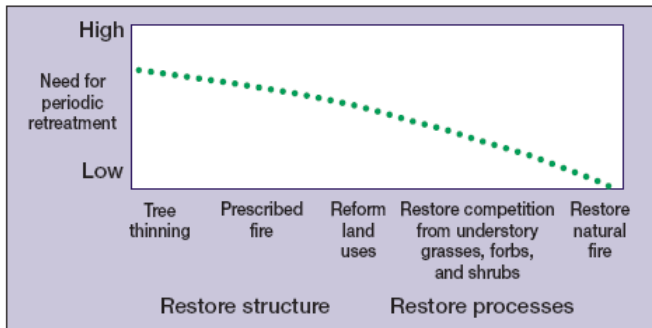 High
Need for
periodic
retreatment
Low
Tree
thinning
Prescribed
fire
Reform
land
uses
Restore competition
from understory
grasses, forbs,
and shrubs
Restore
natural
fire
Restore structure
Restore processes